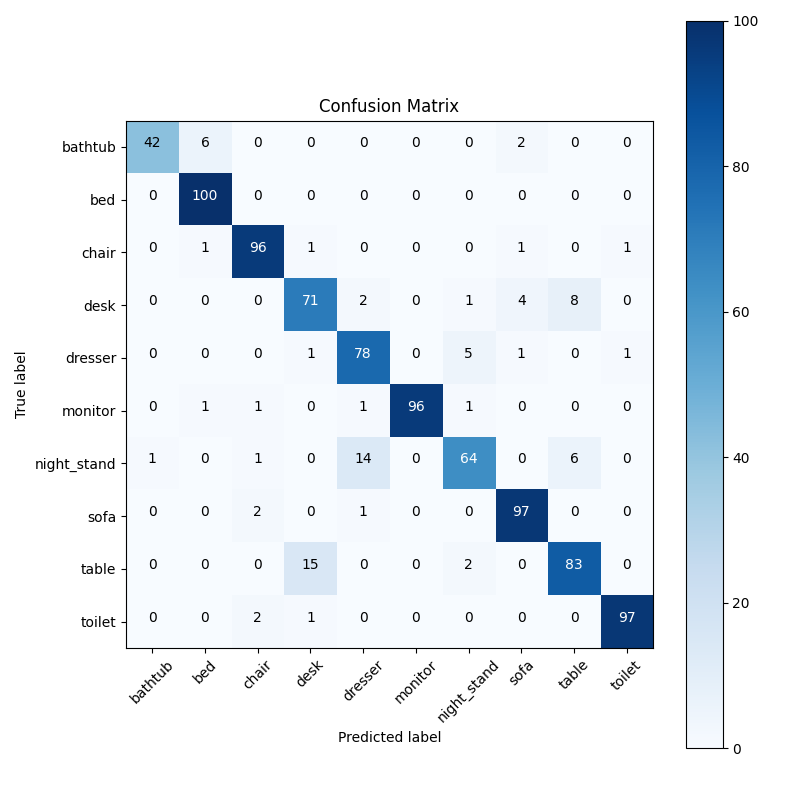 Confusion Matrix
True label
bathtub 42 6 0 0 0 0 0 2 0 0
bed 0 100 0 0 0 0 0 0 0 0
chair 0 1 96 1 0 0 0 1 0 1
desk 0 0 0 71 2 0 1 4 8 0
dresser 0 0 0 1 78 0 5 1 0 1
monitor 0 1 1 0 1 96 1 0 0 0
night_stand 1 0 1 0 14 0 64 0 6 0
sofa 0 0 2 0 1 0 0 97 0 0
table 0 0 0 15 0 0 2 0 83 0
toilet 0 0 2 1 0 0 0 0 0 97
bathtub bed chair desk dresser monitor night_stand sofa table toilet
Predicted label
100
80
60
40
20
0